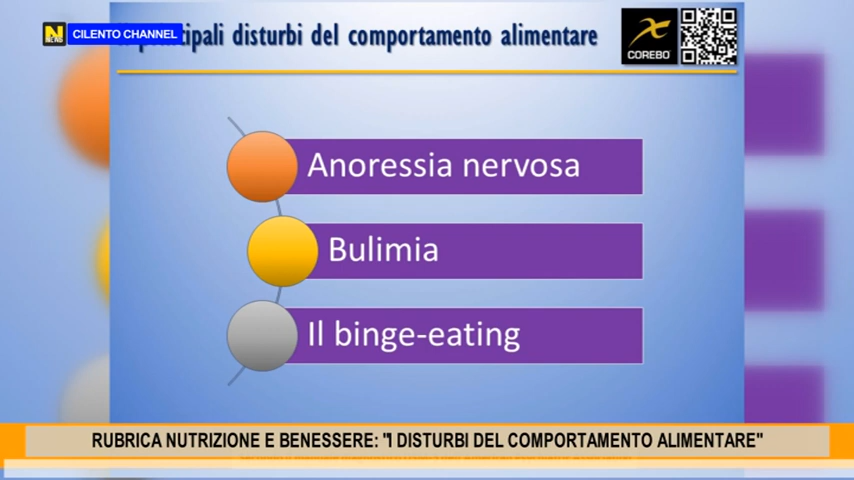 N
NEWS
CILENTO CHANNEL
disturbi del comportamento alimentare
COREBO
Anoressia nervosa
Bulimia
Il binge-eating
RUBRICA NUTRIZIONE E BENESSERE: "I DISTURBI DEL COMPORTAMENTO ALIMENTARE"